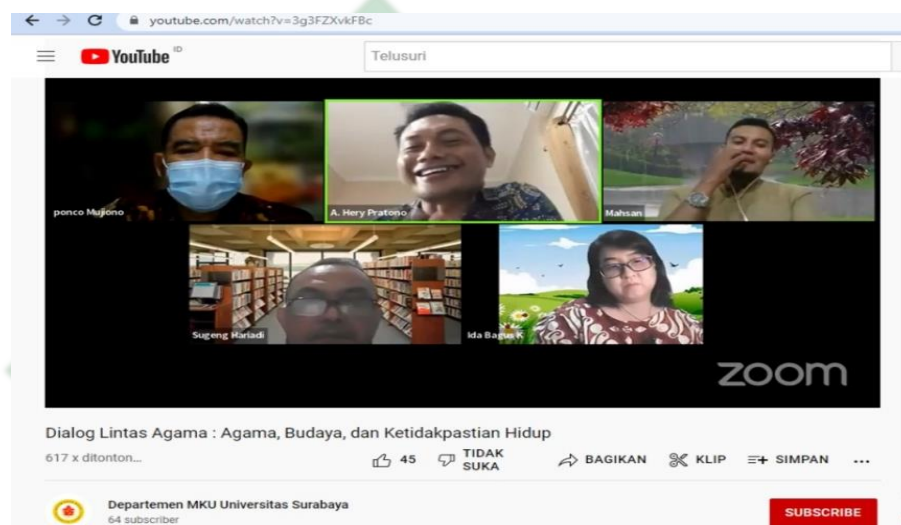 youtube.com/watch?v=3g3FZXvkFBc
YouTube ID
Telusuri
ponco Mujiono
A. Hery Pratono
Mahsan
Sugeng Hariadi
Ida Bagus K
zoom
Dialog Lintas Agama : Agama, Budaya, dan Ketidakpastian Hidup
617 x ditonton...
45
TIDAK
SUKA
BAGIKAN
KLIP
SIMPAN
...
Departemen MKU Universitas Surabaya
64 subscriber
SUBSCRIBE